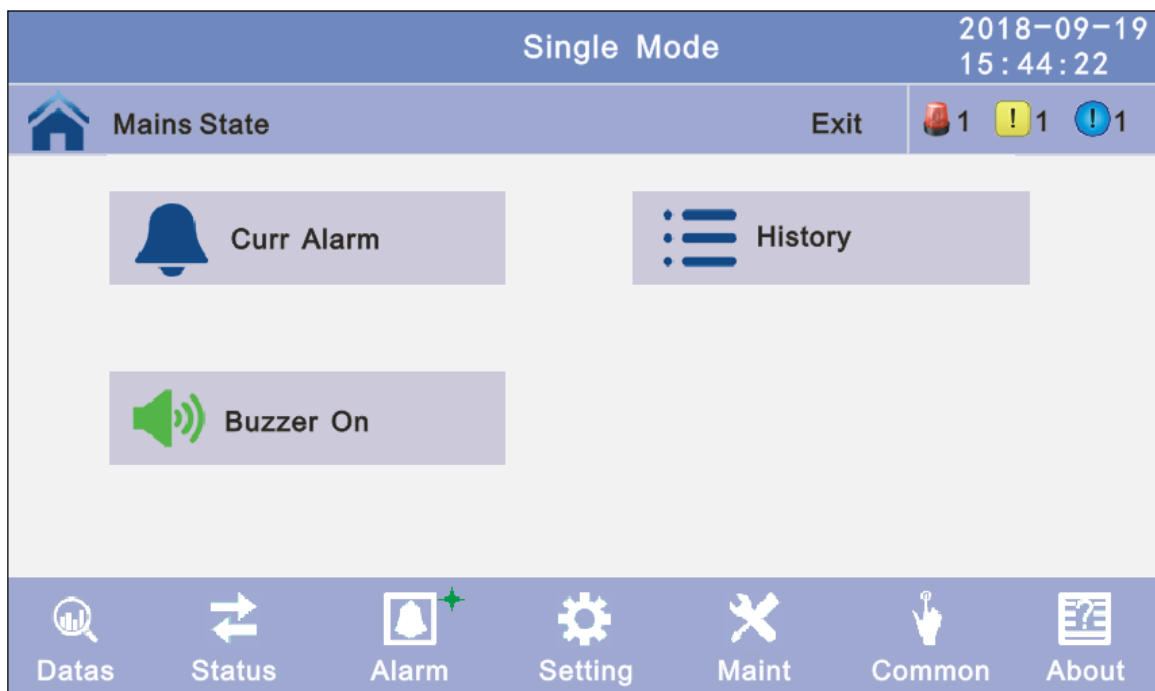 Single Mode
2018-09-19
15:44:22
Mains State
Exit
1
! 1
! 1
Curr Alarm
History
Buzzer On
Datas
Status
Alarm
Setting
Maint
Common
? About